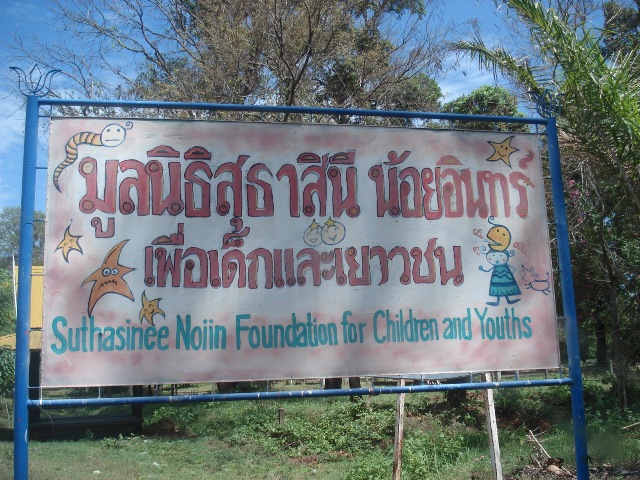 มูลนิธิสุธาสินี น้อยอินทร์
เพื่อเด็กและเยาวชน
Suthasinee Noiin Foundation for Children and Youths